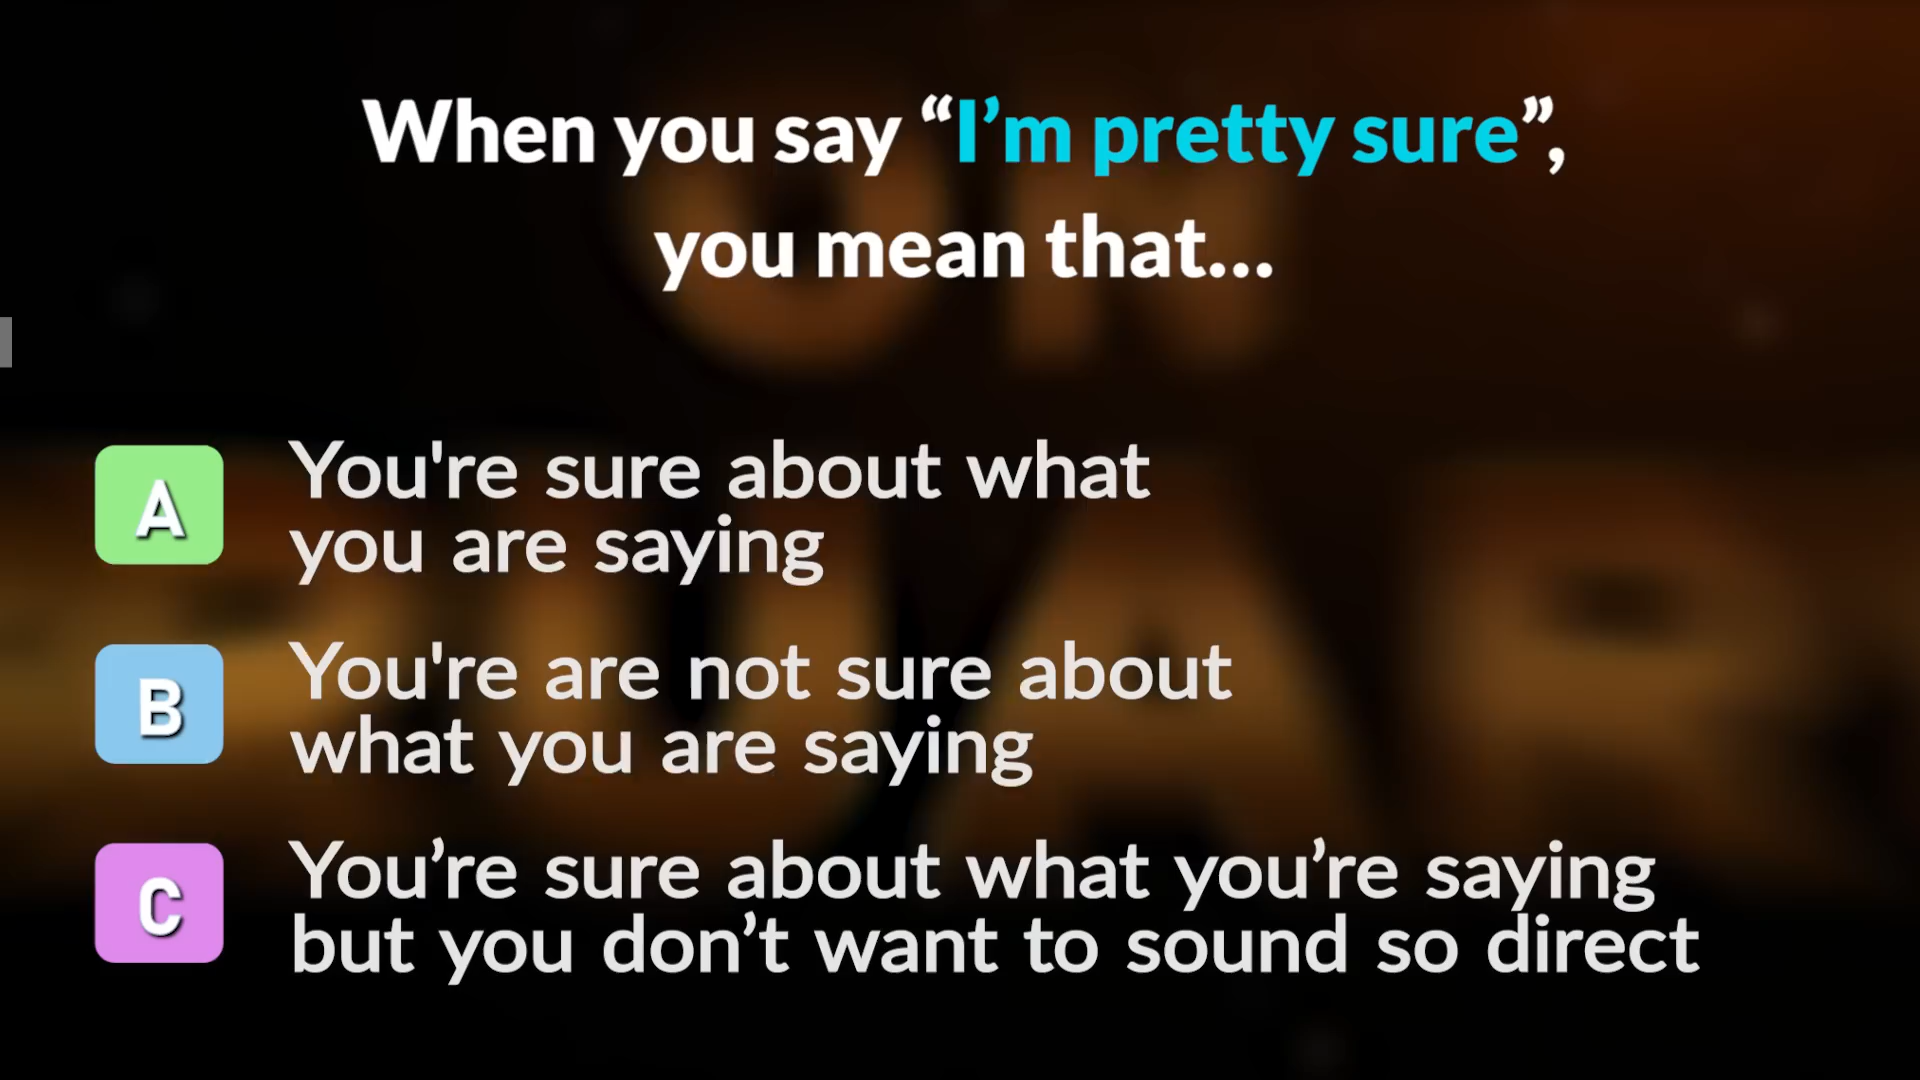 When you say “I’m pretty sure”,
you mean that...
A
You're sure about what
you are saying
B
You're are not sure about
what you are saying
C
You’re sure about what you’re saying
but you don’t want to sound so direct